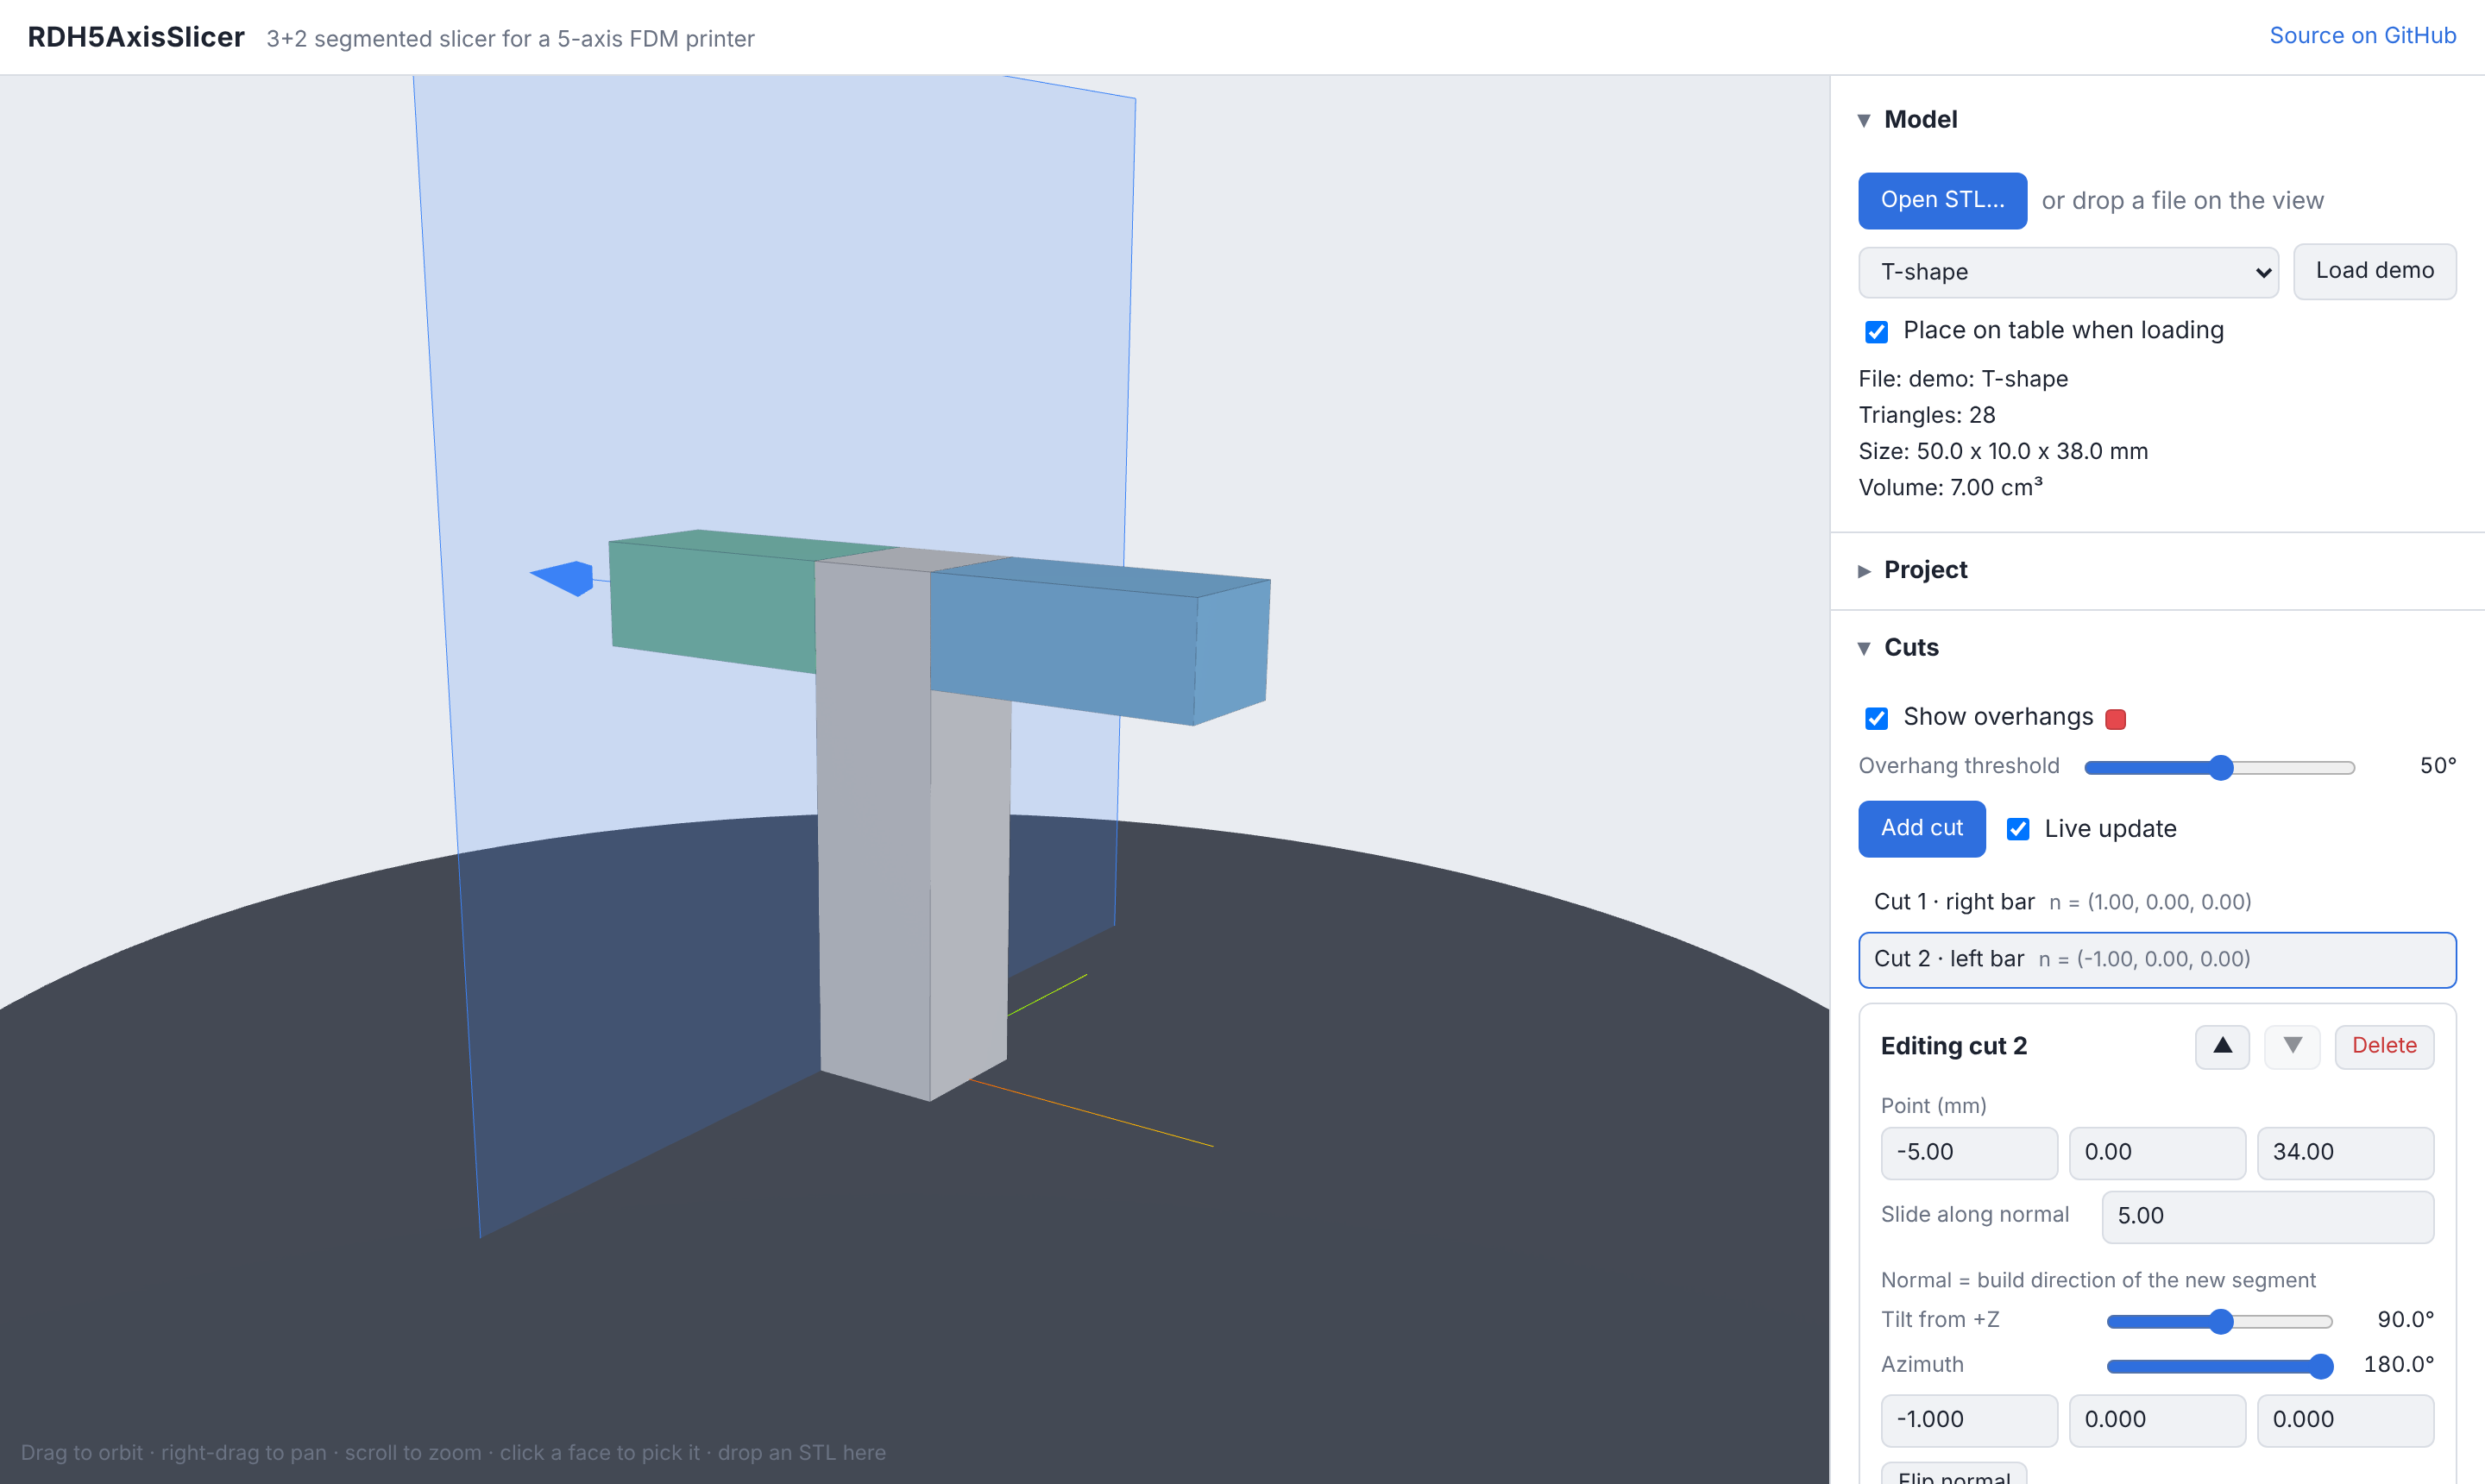 RDH5AxisSlicer 3+2 segmented slicer for a 5-axis FDM printer
Source on GitHub
Model
Open STL... or drop a file on the view
T-shape
Load demo
Place on table when loading
File: demo: T-shape
Triangles: 28
Size: 50.0 x 10.0 x 38.0 mm
Volume: 7.00 cm³
Project
Cuts
Show overhangs
Overhang threshold 50°
Add cut Live update
Cut 1 · right bar n = (1.00, 0.00, 0.00)
Cut 2 · left bar n = (-1.00, 0.00, 0.00)
Editing cut 2
Delete
Point (mm)
-5.00 0.00 34.00
Slide along normal 5.00
Normal = build direction of the new segment
Tilt from +Z 90.0°
Azimuth 180.0°
-1.000 0.000 0.000
Flip normal
Drag to orbit · right-drag to pan · scroll to zoom · click a face to pick it · drop an STL here